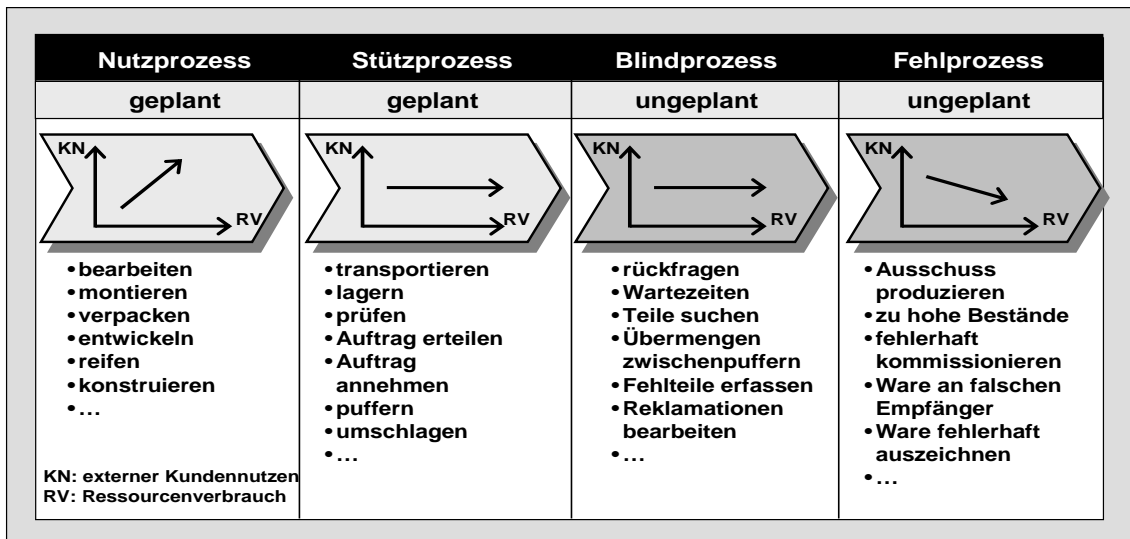 Nutzprozess
geplant
KN
RV
•bearbeiten
•montieren
•verpacken
•entwickeln
•reifen
•konstruieren
•...
KN: externer Kundennutzen
RV: Ressourcenverbrauch
Stützprozess
geplant
KN
RV
•transportieren
•lagern
•prüfen
•Auftrag erteilen
•Auftrag
annehmen
•puffern
•umschlagen
•...
Blindprozess
ungeplant
KN
RV
•rückfragen
•Wartezeiten
•Teile suchen
•Übermengen
zwischenpuffern
•Fehlteile erfassen
•Reklamationen
bearbeiten
•...
Fehlprozess
ungeplant
KN
RV
•Ausschuss
produzieren
•zu hohe Bestände
•fehlerhaft
kommissionieren
•Ware an falschen
Empfänger
•Ware fehlerhaft
auszeichnen
•...